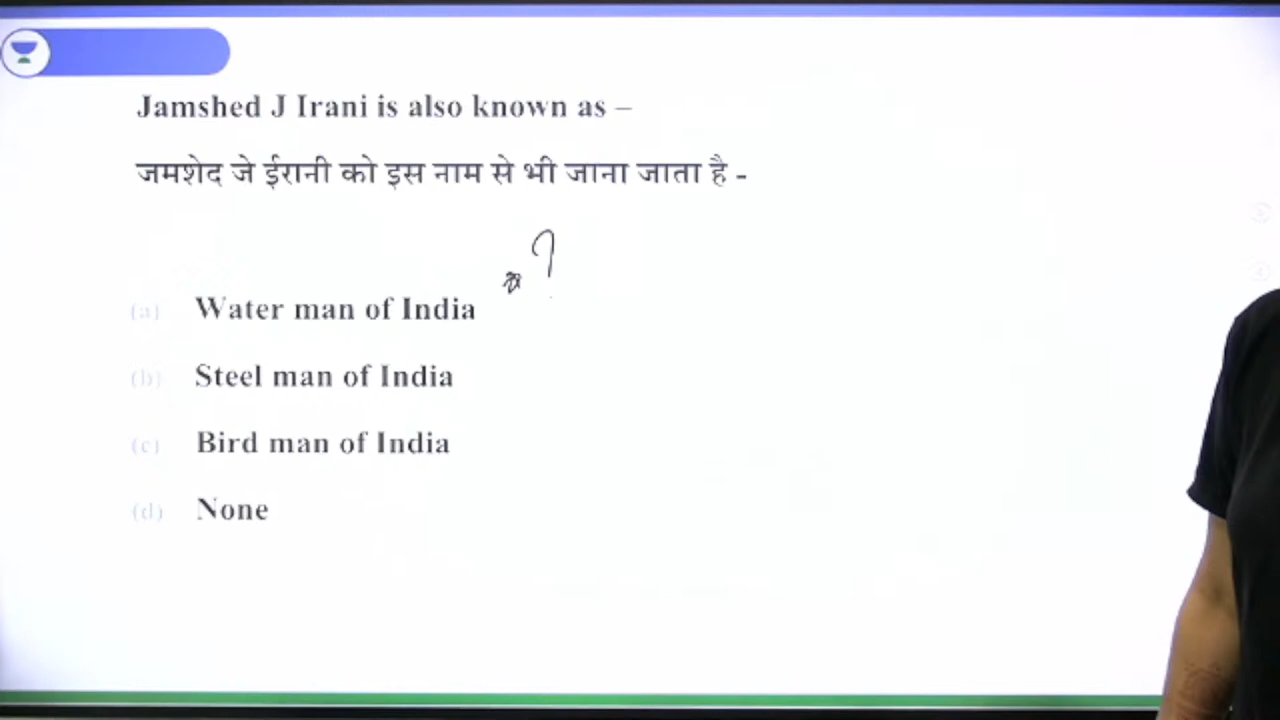 Jamshed J Irani is also known as –
जमशेद जे ईरानी को इस नाम से भी जाना जाता है -
?
(a) Water man of India
(b) Steel man of India
(c) Bird man of India
(d) None